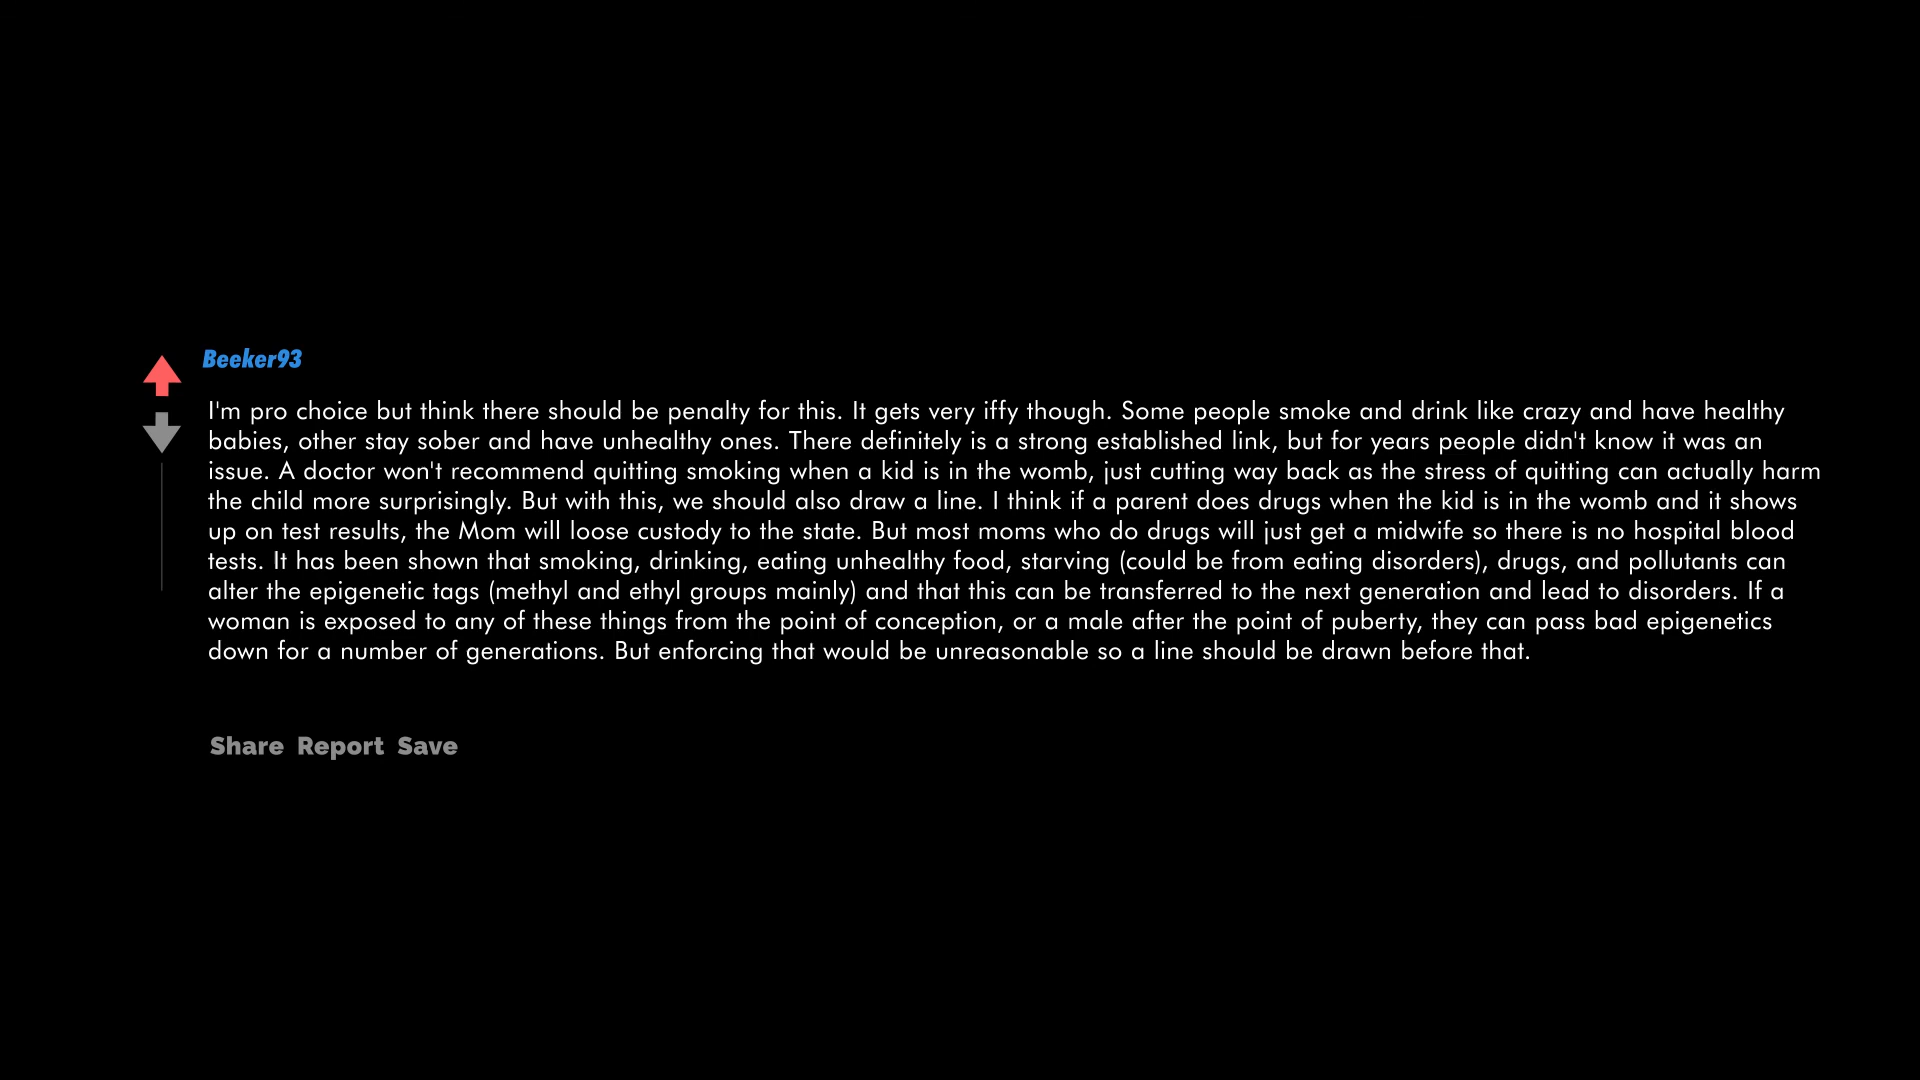 Beeker93
I'm pro choice but think there should be penalty for this. It gets very iffy though. Some people smoke and drink like crazy and have healthy
babies, other stay sober and have unhealthy ones. There definitely is a strong established link, but for years people didn't know it was an
issue. A doctor won't recommend quitting smoking when a kid is in the womb, just cutting way back as the stress of quitting can actually harm
the child more surprisingly. But with this, we should also draw a line. I think if a parent does drugs when the kid is in the womb and it shows
up on test results, the Mom will loose custody to the state. But most moms who do drugs will just get a midwife so there is no hospital blood
tests. It has been shown that smoking, drinking, eating unhealthy food, starving (could be from eating disorders), drugs, and pollutants can
alter the epigenetic tags (methyl and ethyl groups mainly) and that this can be transferred to the next generation and lead to disorders. If a
woman is exposed to any of these things from the point of conception, or a male after the point of puberty, they can pass bad epigenetics
down for a number of generations. But enforcing that would be unreasonable so a line should be drawn before that.
Share Report Save